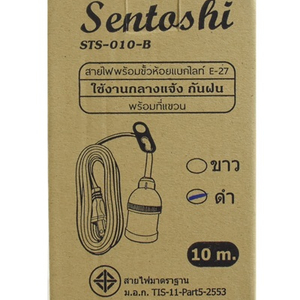 Sentoshi
STS-010-B
สายไฟพร้อมขั้วห้อยแบกไลท์ E-27
ใช้งานกลางแจ้ง กันฝน
พร้อมที่แขวน
ขาว
ดำ
10 m.
สายไฟมาตราฐาน
ม.อ.ก. TIS-11-Part5-2553